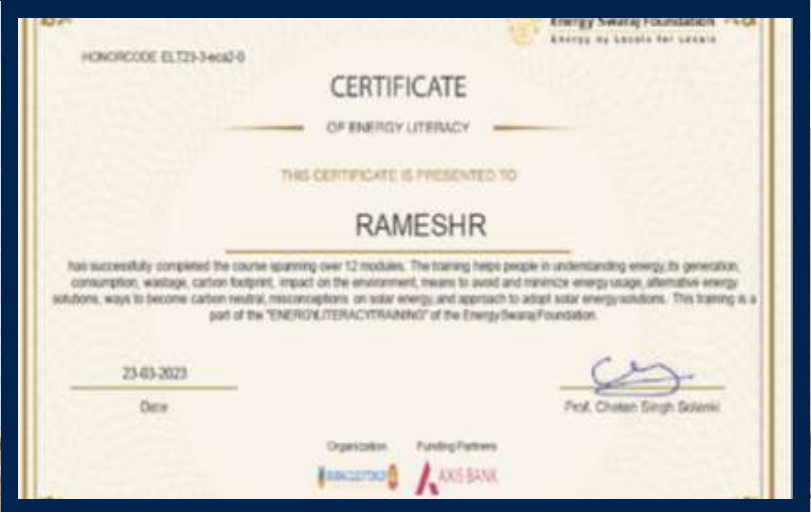 Energy Swaraj Foundation
Energy by Locals for Locals
HONORCODE ELT23-3-eca2-0
CERTIFICATE
OF ENERGY LITERACY
THIS CERTIFICATE IS PRESENTED TO
RAMESHR
has successfully completed the course spanning over 12 modules. The training helps people in understanding energy, its generation,
consumption, wastage, carbon footprint, impact on the environment, means to avoid and minimize energy usage, alternative energy
solutions, ways to become carbon neutral, misconceptions on solar energy, and approach to adopt solar energy solutions. This training is a
part of the "ENERGYLITERACYTRAINING" of the Energy Swaraj Foundation.
23-03-2023
Date
Prof. Chetan Singh Solanki
Organization Funding Partners
AXIS BANK